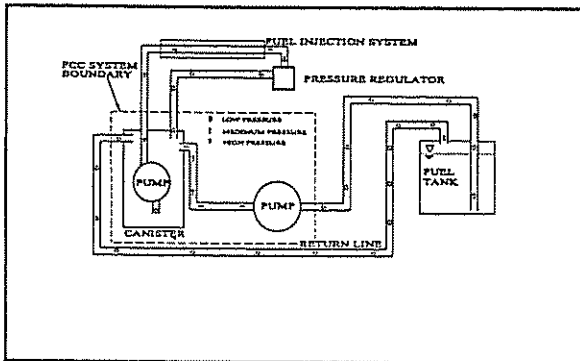 FUEL INJECTION SYSTEM
FCC SYSTEM
BOUNDARY
PRESSURE REGULATOR
LOW PRESSURE
MEDIUM PRESSURE
HIGH PRESSURE
PUMP
PUMP
FUEL
TANK
CANISTER
RETURN LINE